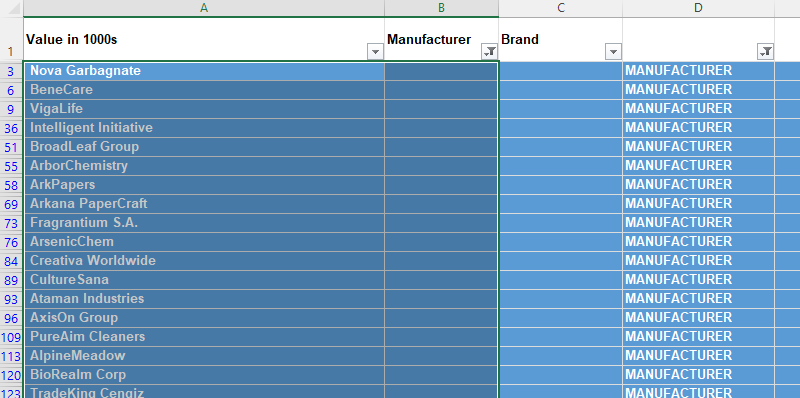 A B C D
1 Value in 1000s Manufacturer Brand
3 Nova Garbagnate MANUFACTURER
6 BeneCare MANUFACTURER
9 VigaLife MANUFACTURER
36 Intelligent Initiative MANUFACTURER
51 BroadLeaf Group MANUFACTURER
55 ArborChemistry MANUFACTURER
58 ArkPapers MANUFACTURER
69 Arkana PaperCraft MANUFACTURER
73 Fragrantium S.A. MANUFACTURER
76 ArsenicChem MANUFACTURER
84 Creativa Worldwide MANUFACTURER
89 CultureSana MANUFACTURER
93 Ataman Industries MANUFACTURER
96 AxisOn Group MANUFACTURER
109 PureAim Cleaners MANUFACTURER
113 AlpineMeadow MANUFACTURER
120 BioRealm Corp MANUFACTURER
123 TradeKing Cengiz MANUFACTURER